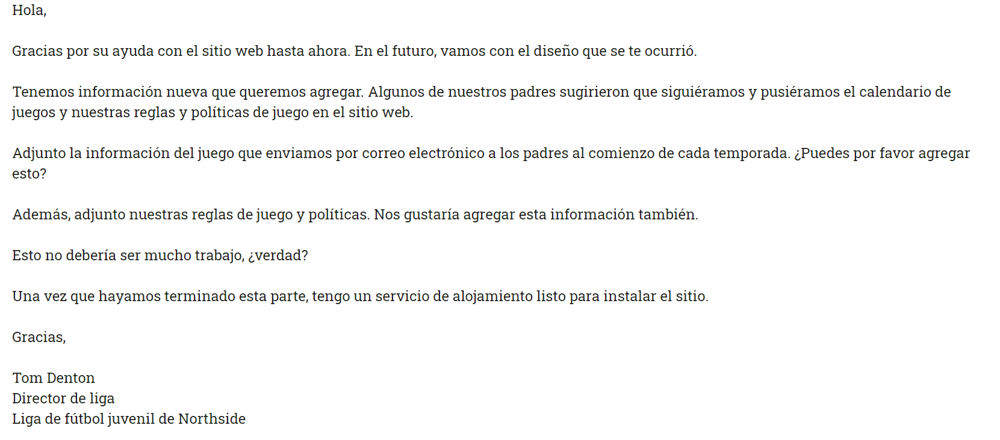 Hola,
Gracias por su ayuda con el sitio web hasta ahora. En el futuro, vamos con el diseño que se te ocurrió.
Tenemos información nueva que queremos agregar. Algunos de nuestros padres sugirieron que siguiéramos y pusiéramos el calendario de
juegos y nuestras reglas y políticas de juego en el sitio web.
Adjunto la información del juego que enviamos por correo electrónico a los padres al comienzo de cada temporada. ¿Puedes por favor agregar
esto?
Además, adjunto nuestras reglas de juego y políticas. Nos gustaría agregar esta información también.
Esto no debería ser mucho trabajo, ¿verdad?
Una vez que hayamos terminado esta parte, tengo un servicio de alojamiento listo para instalar el sitio.
Gracias,
Tom Denton
Director de liga
Liga de fútbol juvenil de Northside